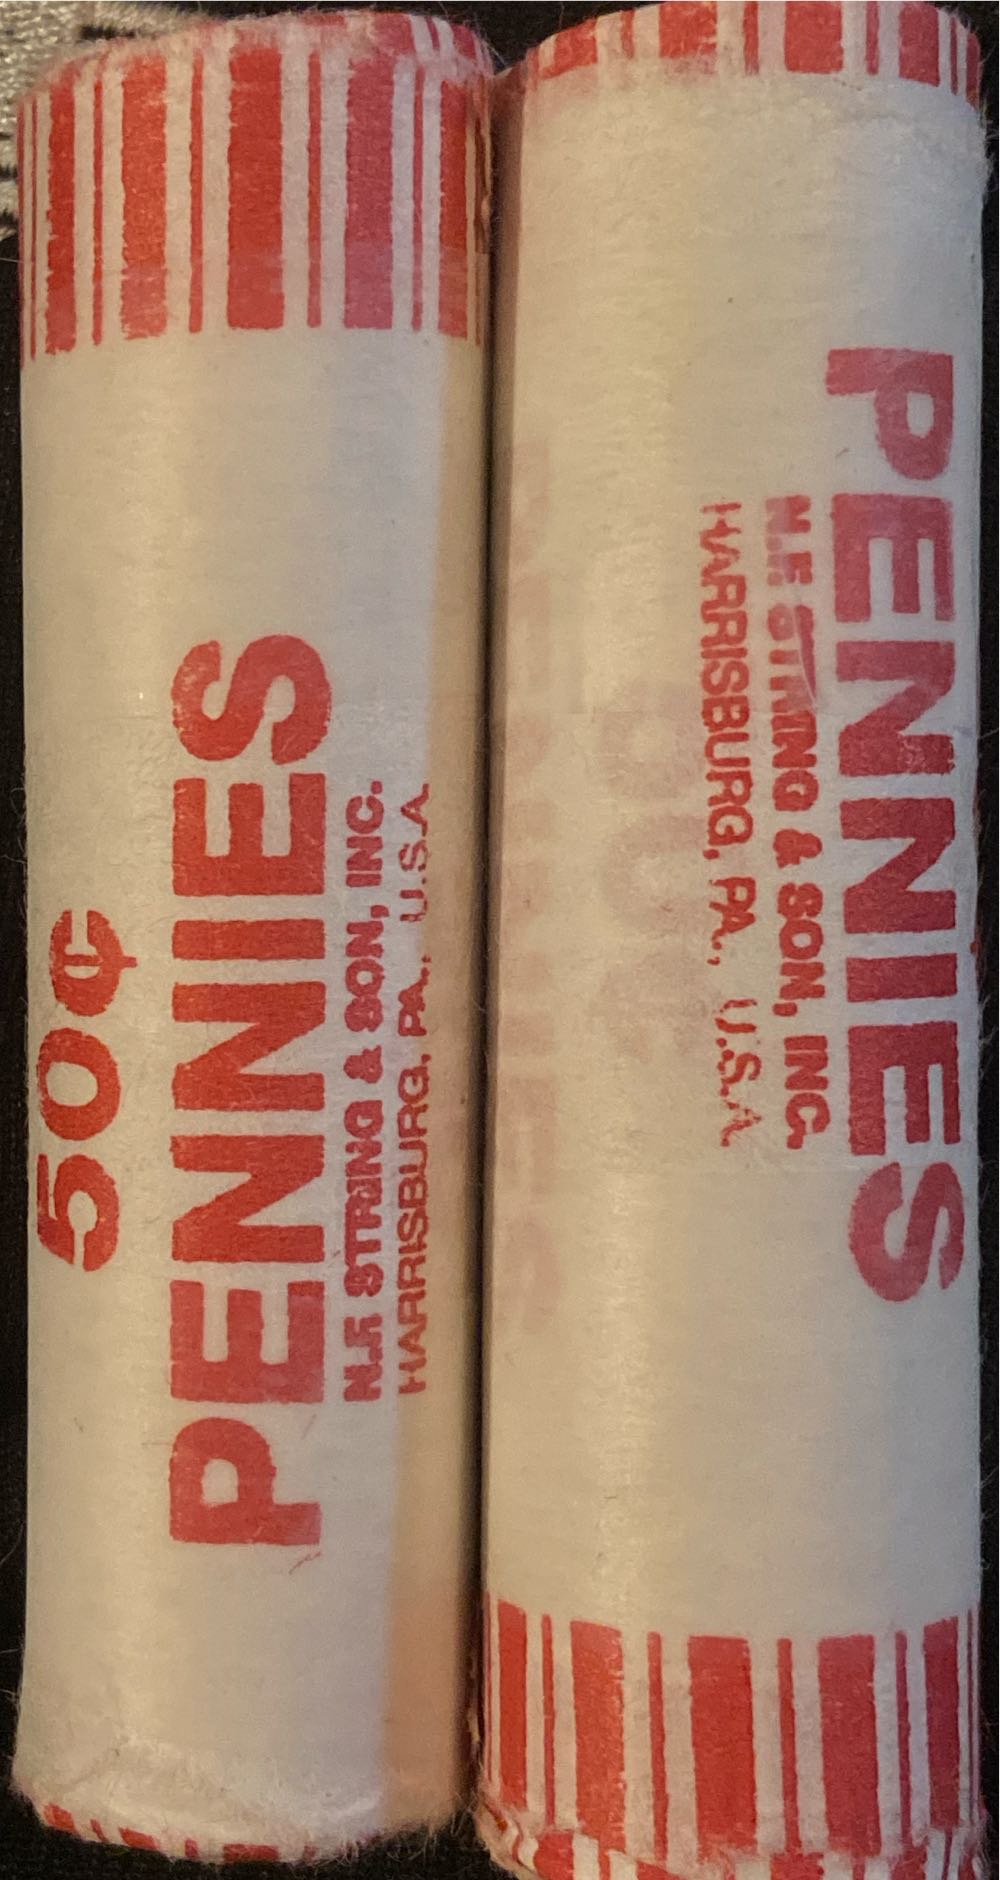 50¢
PENNIES
N.F. STRING & SON, INC.
HARRISBURG, PA., U.S.A.
PENNIES
N.F. STRING & SON, INC.
HARRISBURG, PA., U.S.A